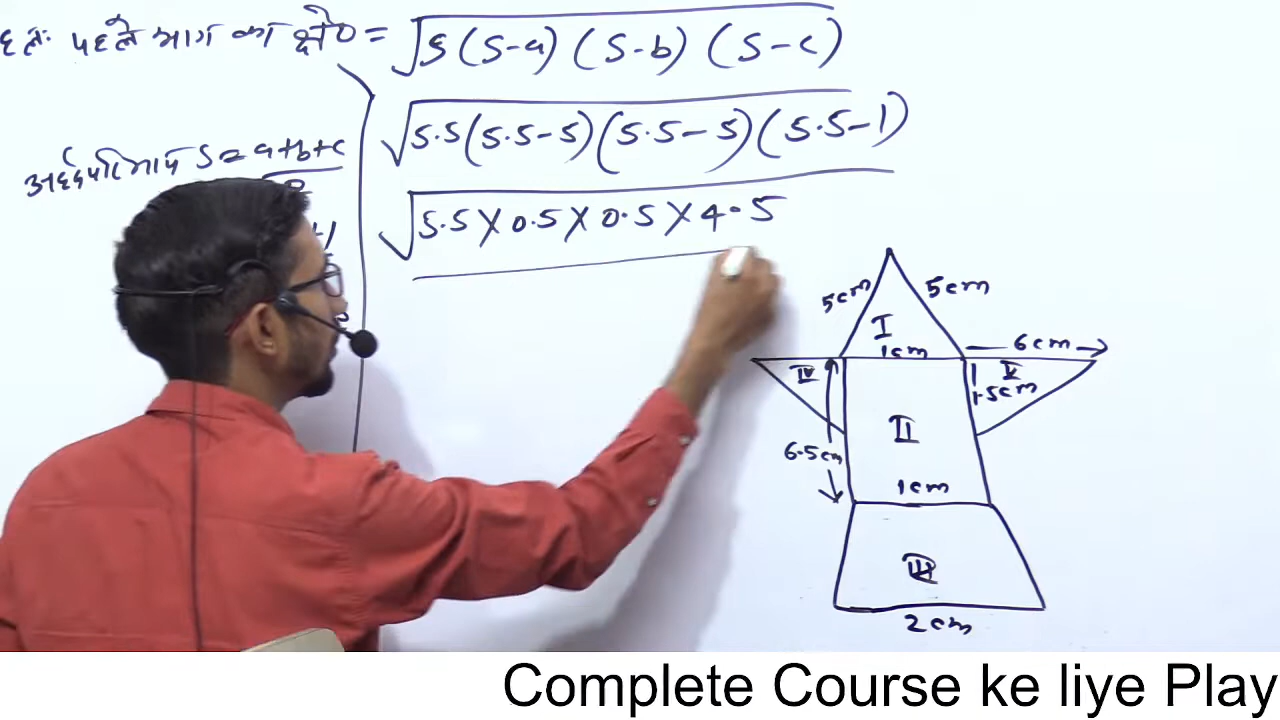 पहले भाग का क्षे० = √s(s-a)(s-b)(s-c)
√5.5(5.5-5)(5.5-5)(5.5-1)
अर्द्धपरिमाप s = a+b+c
√5.5×0.5×0.5×4.5
5cm 5cm
I
1cm
6cm
IV V
1.5cm
II
6.5cm
1cm
III
2cm
Complete Course ke liye Play